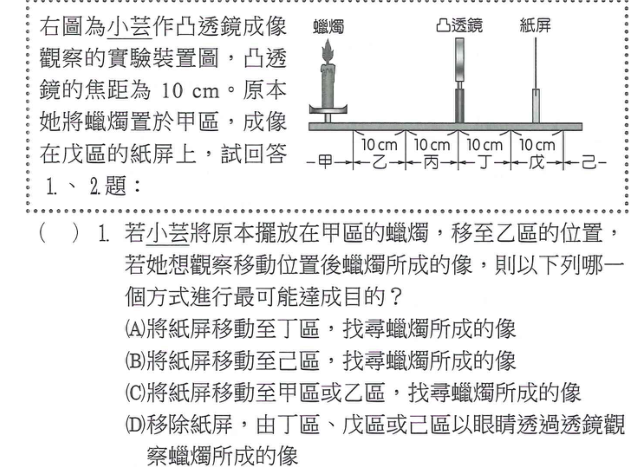 右圖為小芸作凸透鏡成像
觀察的實驗裝置圖，凸透
鏡的焦距為 10 cm。原本
她將蠟燭置於甲區，成像
在戊區的紙屏上，試回答
1.、2.題：
蠟燭 凸透鏡 紙屏
10 cm 10 cm 10 cm 10 cm
甲 乙 丙 丁 戊 己
（ ）1. 若小芸將原本擺放在甲區的蠟燭，移至乙區的位置，
若她想觀察移動位置後蠟燭所成的像，則以下列哪一
個方式進行最可能達成目的？
(A)將紙屏移動至丁區，找尋蠟燭所成的像
(B)將紙屏移動至己區，找尋蠟燭所成的像
(C)將紙屏移動至甲區或乙區，找尋蠟燭所成的像
(D)移除紙屏，由丁區、戊區或己區以眼睛透過透鏡觀
察蠟燭所成的像